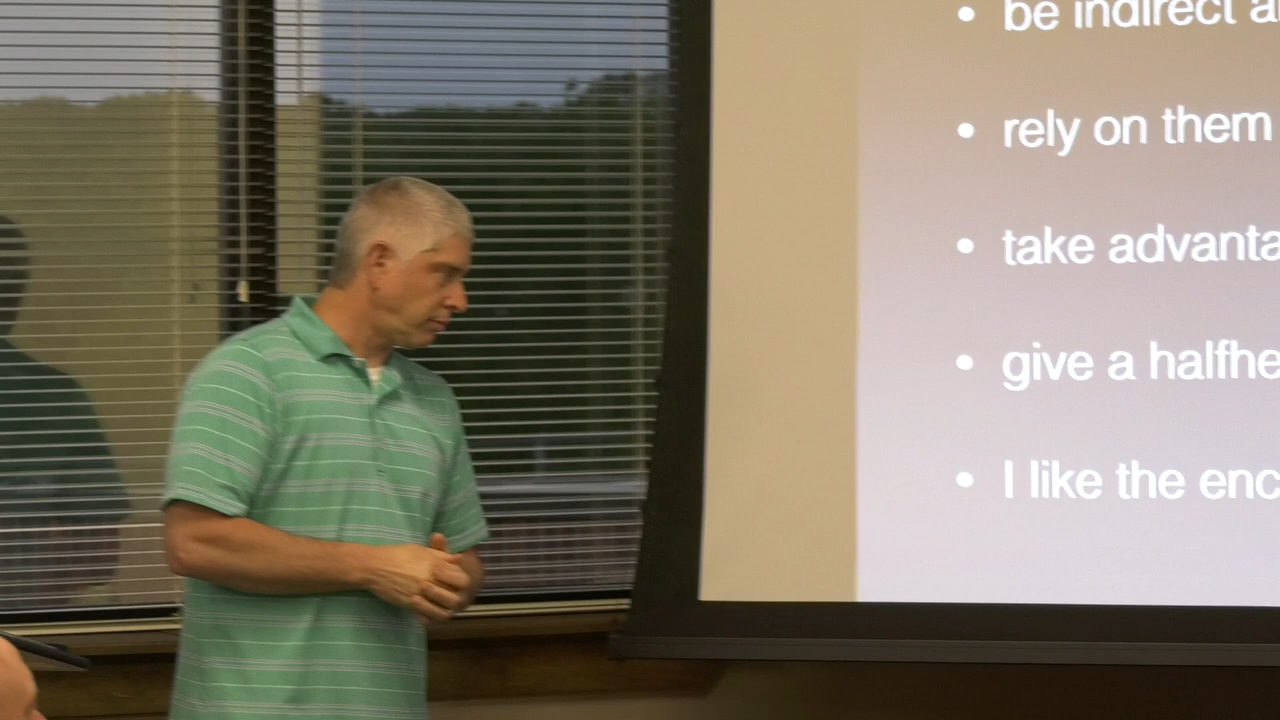 • be indirect a
• rely on them
• take advanta
• give a halfhe
• I like the enc